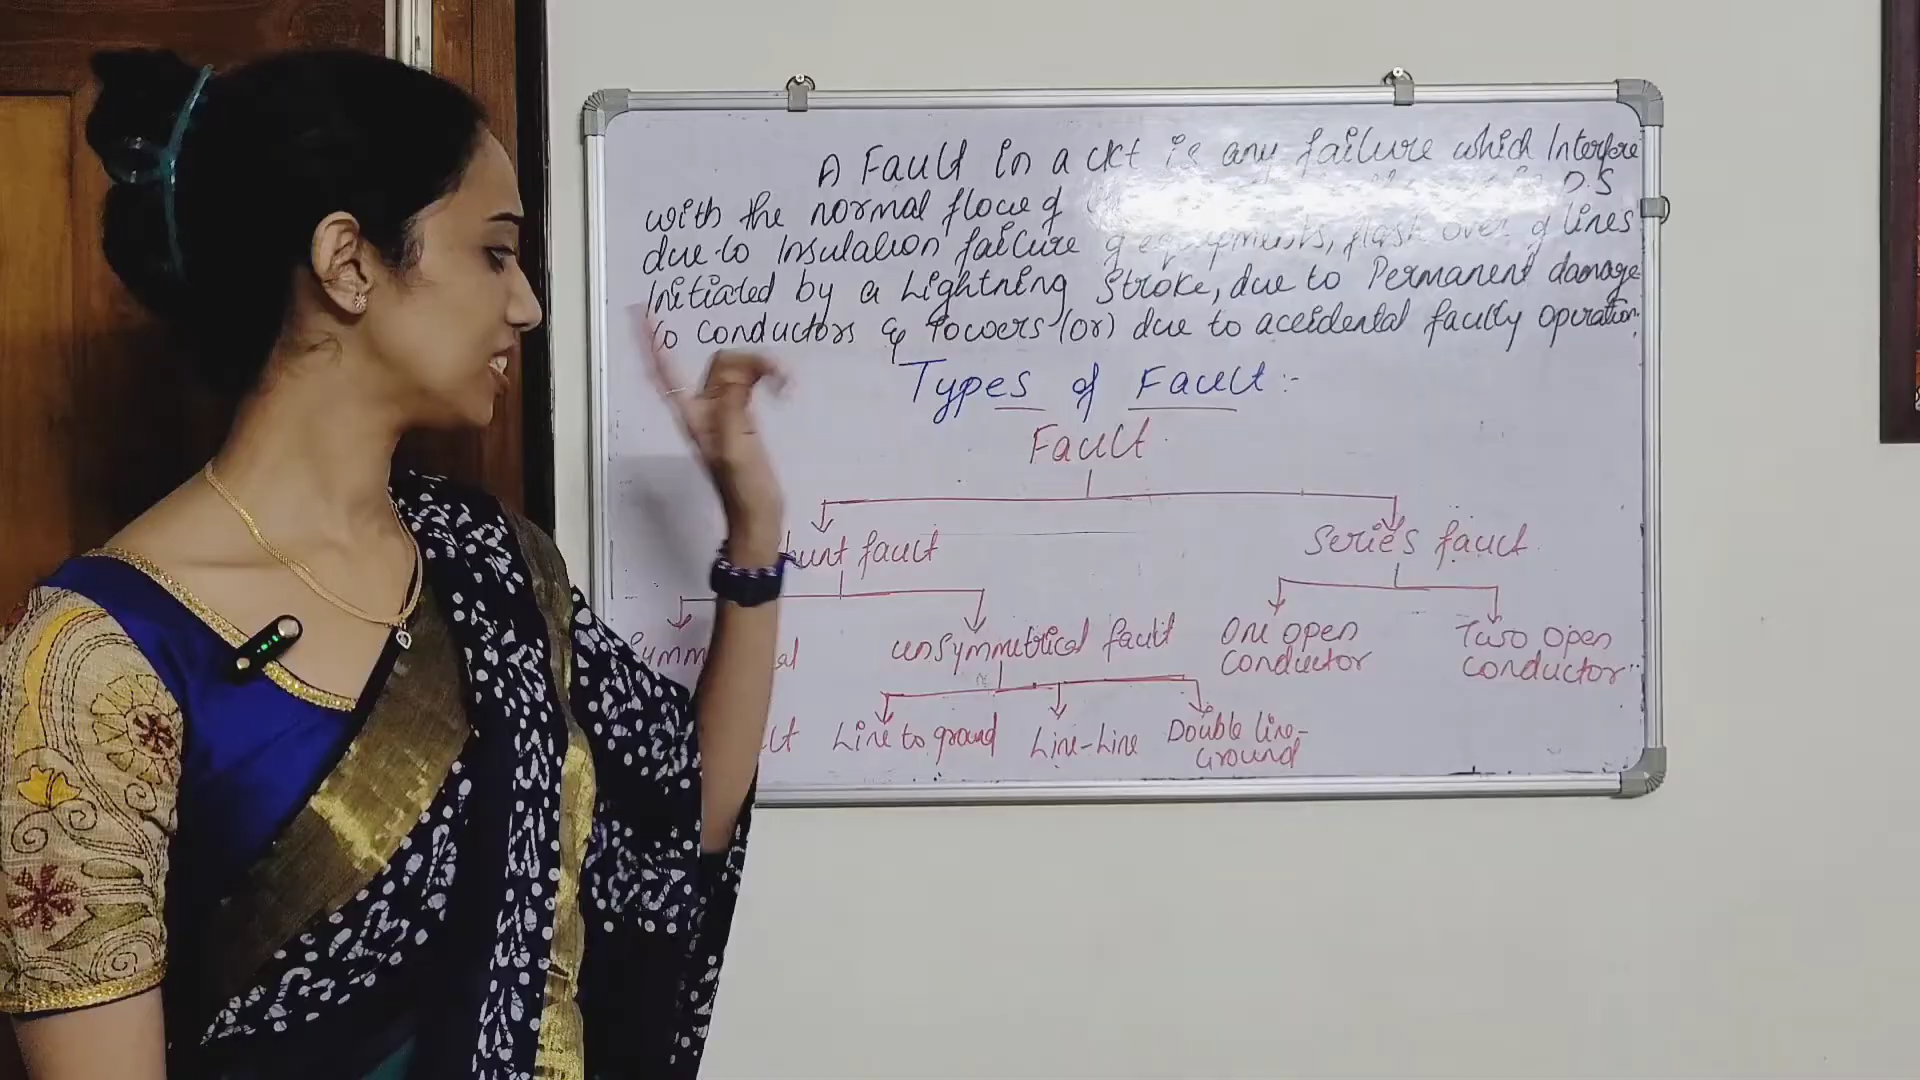 A Fault in a ckt is any failure which Interfere
with the normal flow of P.S
due to Insulation failure of equipments, flash over of lines
Initiated by a Lightning Stroke, due to Permanent damage
to conductors & Towers (or) due to accidental faulty operation.
Types of Fault :-
Fault
hunt fault Series fault
unsymmetrical fault One open conductor Two open conductor
Line to ground Line-Line Double line-Ground